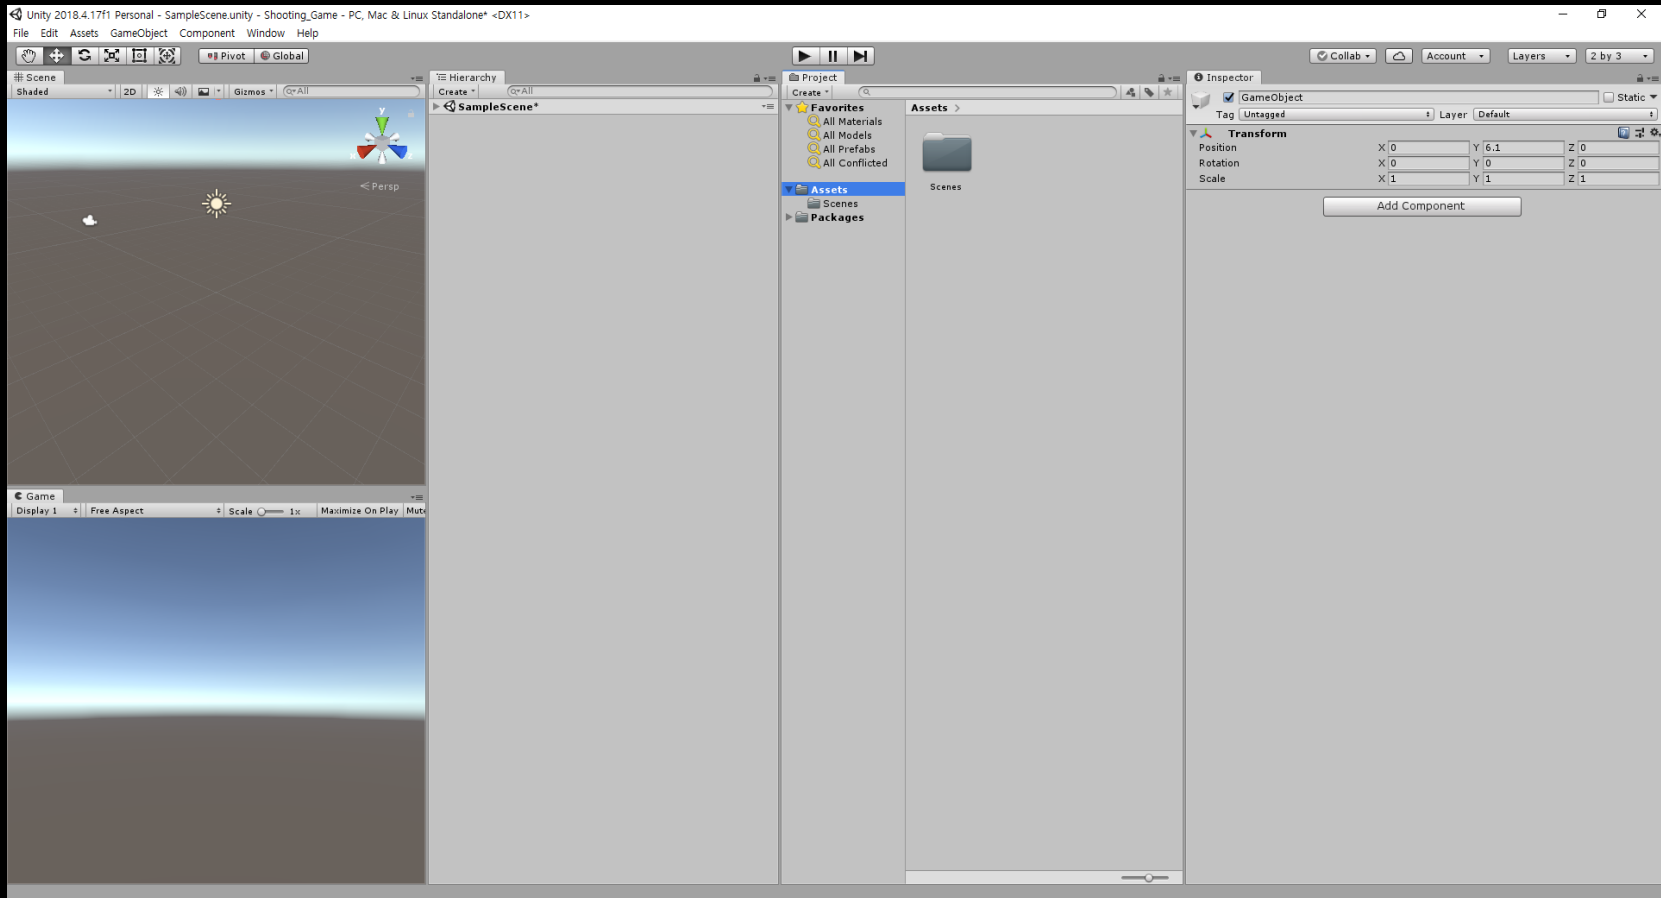 Unity 2018.4.17f1 Personal - SampleScene.unity - Shooting_Game - PC, Mac & Linux Standalone* <DX11>
File Edit Assets GameObject Component Window Help
Pivot Global
Collab Account Layers 2 by 3
Scene
Shaded 2D Gizmos All
y
x z
Persp
Game
Display 1 Free Aspect Scale 1x Maximize On Play Mute
Hierarchy
Create All
SampleScene*
Project
Create
Favorites
All Materials
All Models
All Prefabs
All Conflicted
Assets
Scenes
Packages
Assets
Scenes
Inspector
GameObject Static
Tag Untagged Layer Default
Transform
Position X 0 Y 6.1 Z 0
Rotation X 0 Y 0 Z 0
Scale X 1 Y 1 Z 1
Add Component